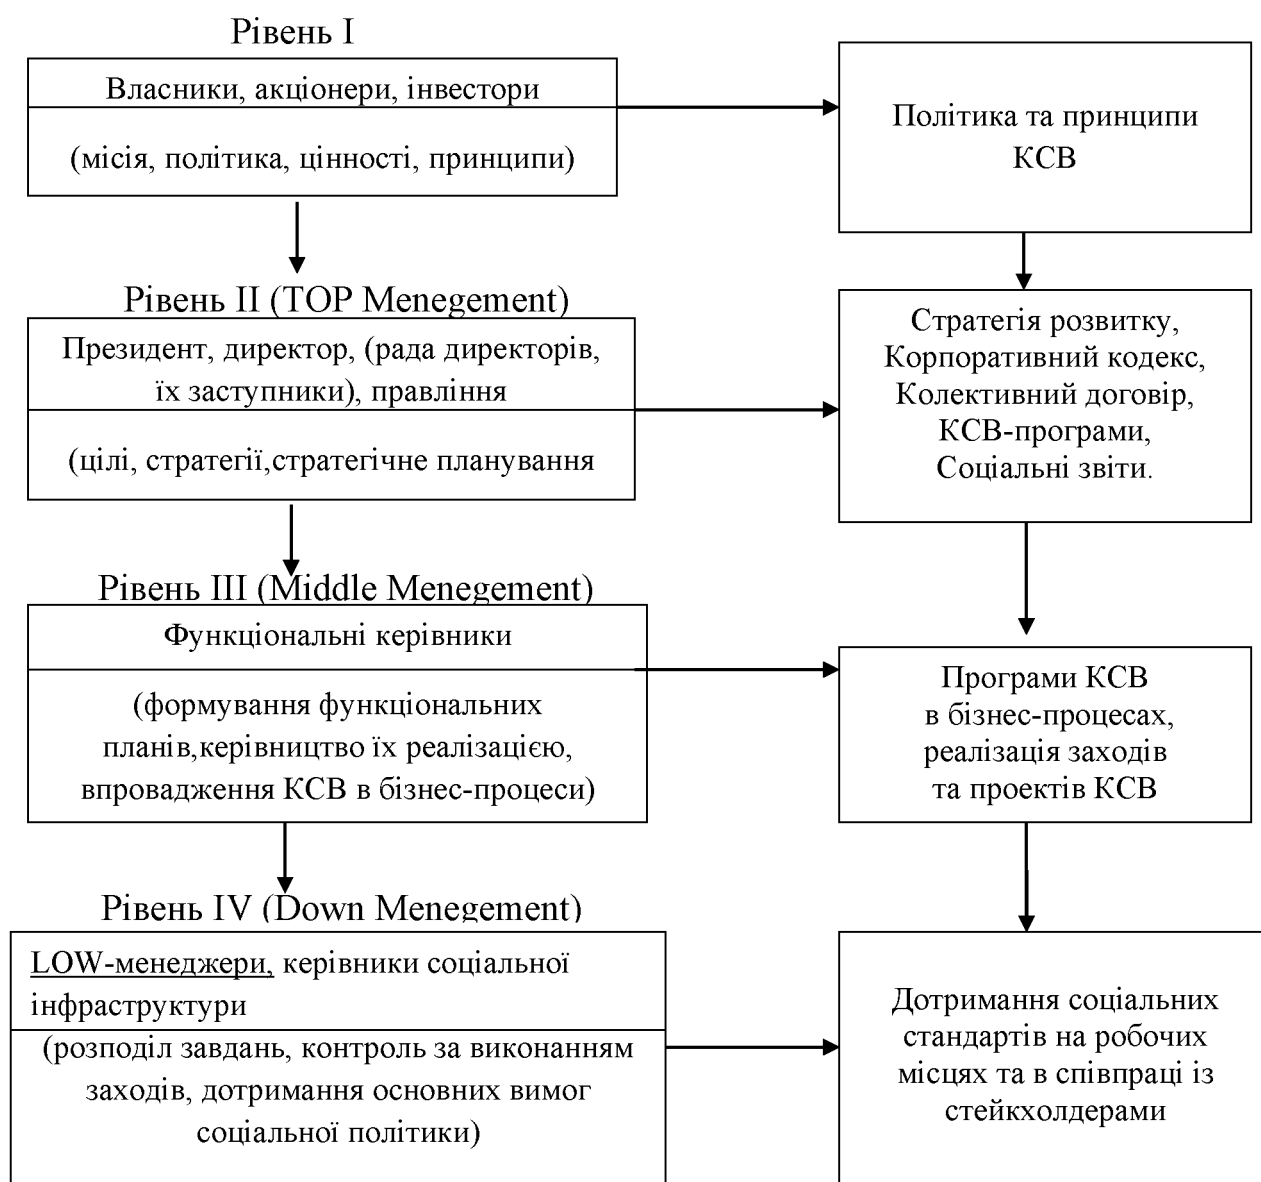 Рівень I
Власники, акціонери, інвестори
(місія, політика, цінності, принципи)
Політика та принципи
КСВ
Рівень II (TOP Menegement)
Президент, директор, (рада директорів,
їх заступники), правління
(цілі, стратегії,стратегічне планування
Стратегія розвитку,
Корпоративний кодекс,
Колективний договір,
КСВ-програми,
Соціальні звіти.
Рівень III (Middle Menegement)
Функціональні керівники
(формування функціональних
планів,керівництво їх реалізацією,
впровадження КСВ в бізнес-процеси)
Програми КСВ
в бізнес-процесах,
реалізація заходів
та проектів КСВ
Рівень IV (Down Menegement)
LOW-менеджери, керівники соціальної
інфраструктури
(розподіл завдань, контроль за виконанням
заходів, дотримання основних вимог
соціальної політики)
Дотримання соціальних
стандартів на робочих
місцях та в співпраці із
стейкхолдерами